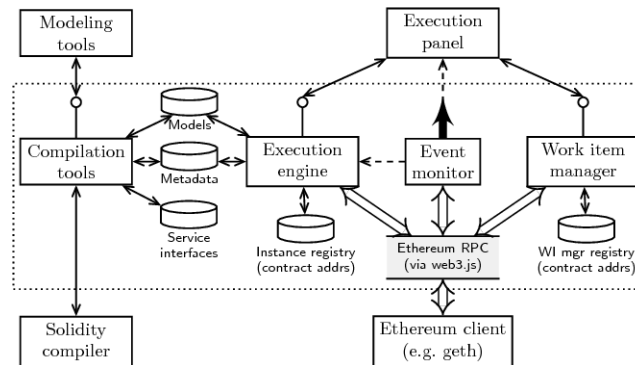 Modeling
tools
Execution
panel
Models
Compilation
tools
Metadata
Execution
engine
Event
monitor
Work item
manager
Service
interfaces
Instance registry
(contract addrs)
Ethereum RPC
(via web3.js)
WI mgr registry
(contract addrs)
Solidity
compiler
Ethereum client
(e.g. geth)